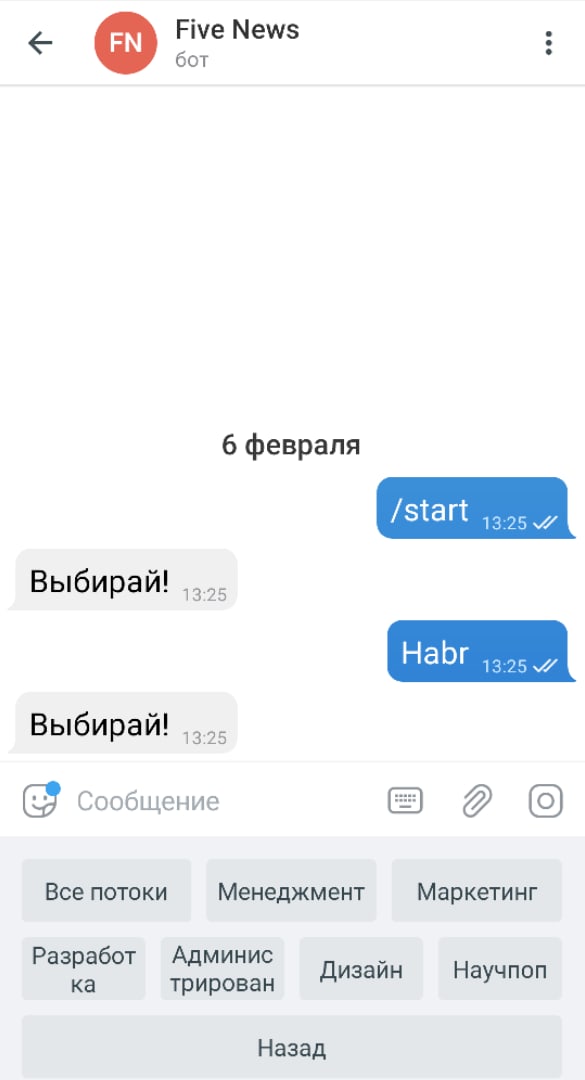 FN
Five News
бот
6 февраля
/start 13:25
Выбирай! 13:25
Habr 13:25
Выбирай! 13:25
Сообщение
Все потоки Менеджмент Маркетинг
Разработ
ка
Админис
трирован
Дизайн
Научпоп
Назад